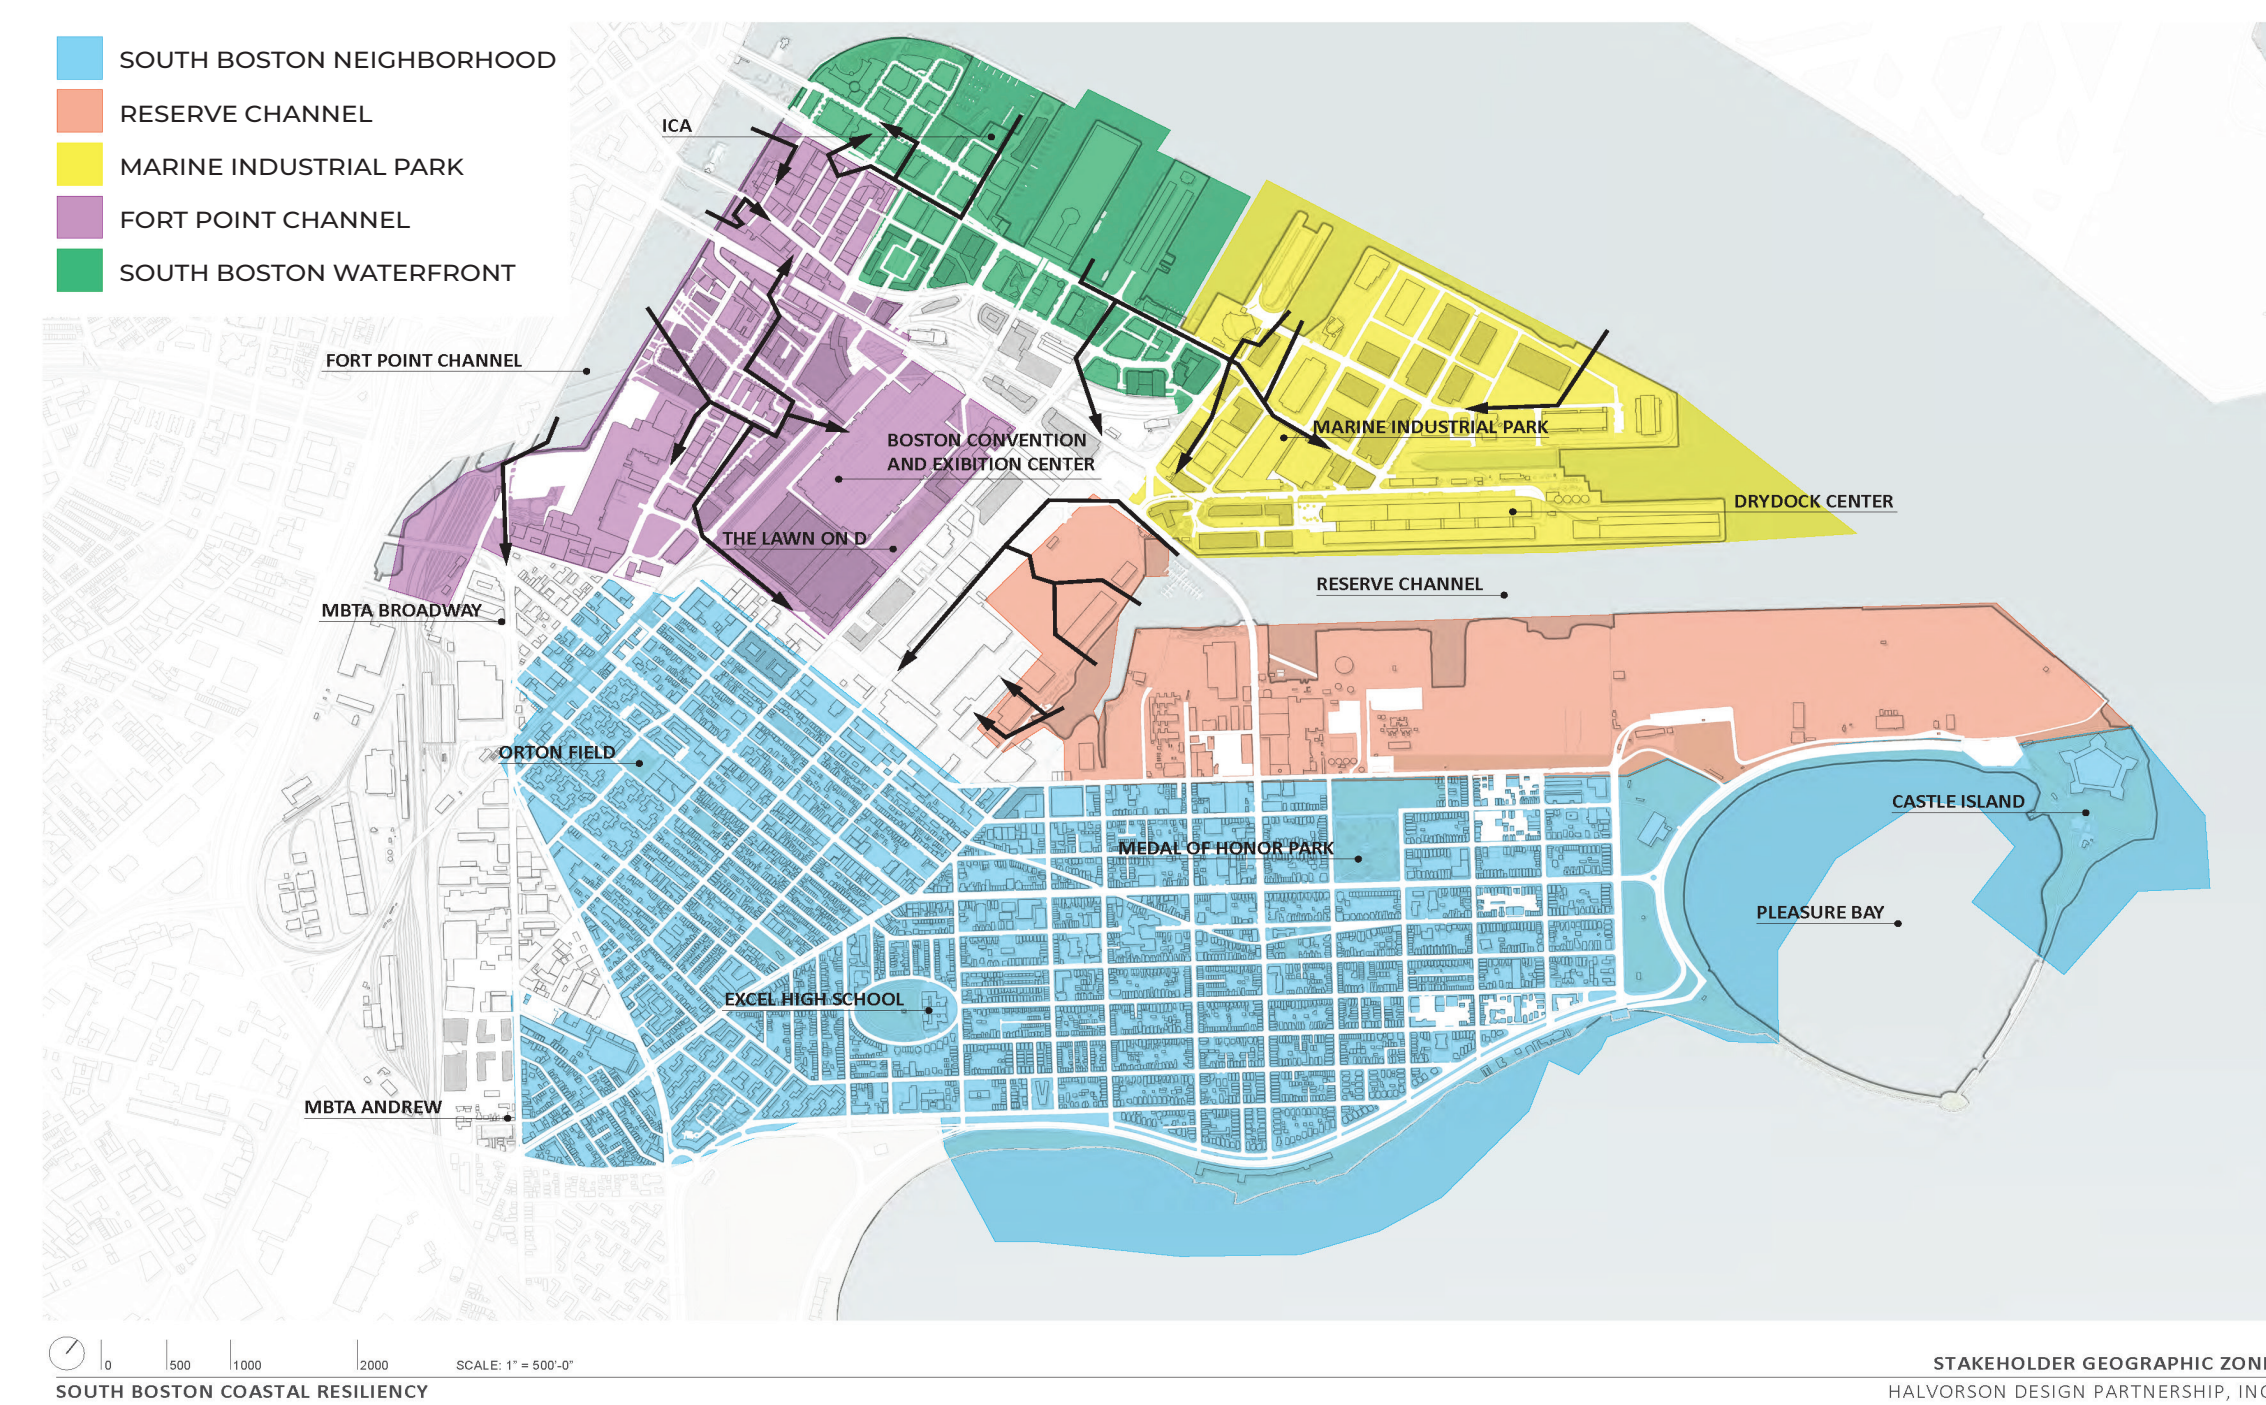 SOUTH BOSTON NEIGHBORHOOD
RESERVE CHANNEL
MARINE INDUSTRIAL PARK
FORT POINT CHANNEL
SOUTH BOSTON WATERFRONT
ICA
FORT POINT CHANNEL
BOSTON CONVENTION
AND EXIBITION CENTER
MARINE INDUSTRIAL PARK
DRYDOCK CENTER
THE LAWN ON D
RESERVE CHANNEL
MBTA BROADWAY
ORTON FIELD
CASTLE ISLAND
MEDAL OF HONOR PARK
PLEASURE BAY
EXCEL HIGH SCHOOL
MBTA ANDREW
0 500 1000 2000 SCALE: 1" = 500'-0"
STAKEHOLDER GEOGRAPHIC ZON
SOUTH BOSTON COASTAL RESILIENCY
HALVORSON DESIGN PARTNERSHIP, INC